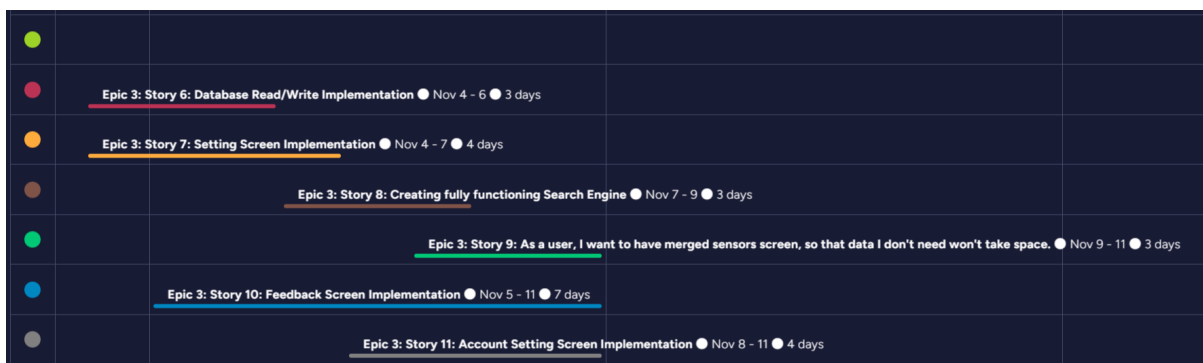 Epic 3: Story 6: Database Read/Write Implementation Nov 4 - 6 3 days
Epic 3: Story 7: Setting Screen Implementation Nov 4 - 7 4 days
Epic 3: Story 8: Creating fully functioning Search Engine Nov 7 - 9 3 days
Epic 3: Story 9: As a user, I want to have merged sensors screen, so that data I don't need won't take space. Nov 9 - 11 3 days
Epic 3: Story 10: Feedback Screen Implementation Nov 5 - 11 7 days
Epic 3: Story 11: Account Setting Screen Implementation Nov 8 - 11 4 days